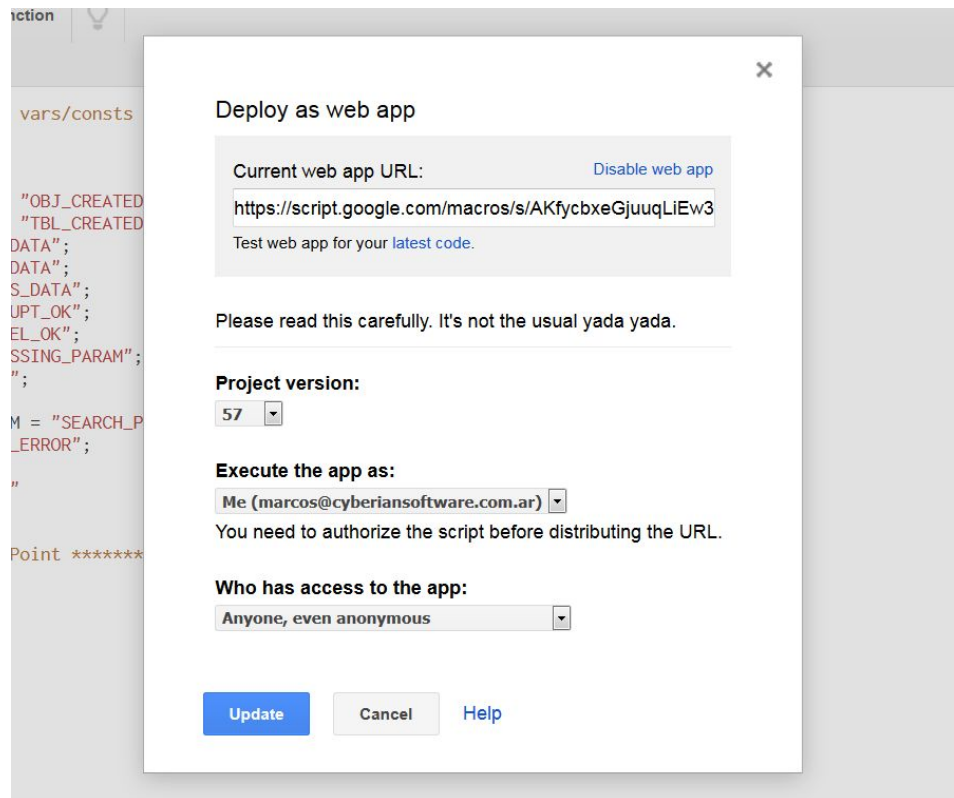 nction
vars/consts
"OBJ_CREATED
"TBL_CREATED
DATA";
DATA";
S_DATA";
UPT_OK";
EL_OK";
SSING_PARAM";
";
M = "SEARCH_P
_ERROR";
"
Point ********
Deploy as web app
Current web app URL:
Disable web app
https://script.google.com/macros/s/AKfycbxeGjuuqLiEw3
Test web app for your latest code.
Please read this carefully. It's not the usual yada yada.
Project version:
57
Execute the app as:
Me (marcos@cyberiansoftware.com.ar)
You need to authorize the script before distributing the URL.
Who has access to the app:
Anyone, even anonymous
Update
Cancel
Help